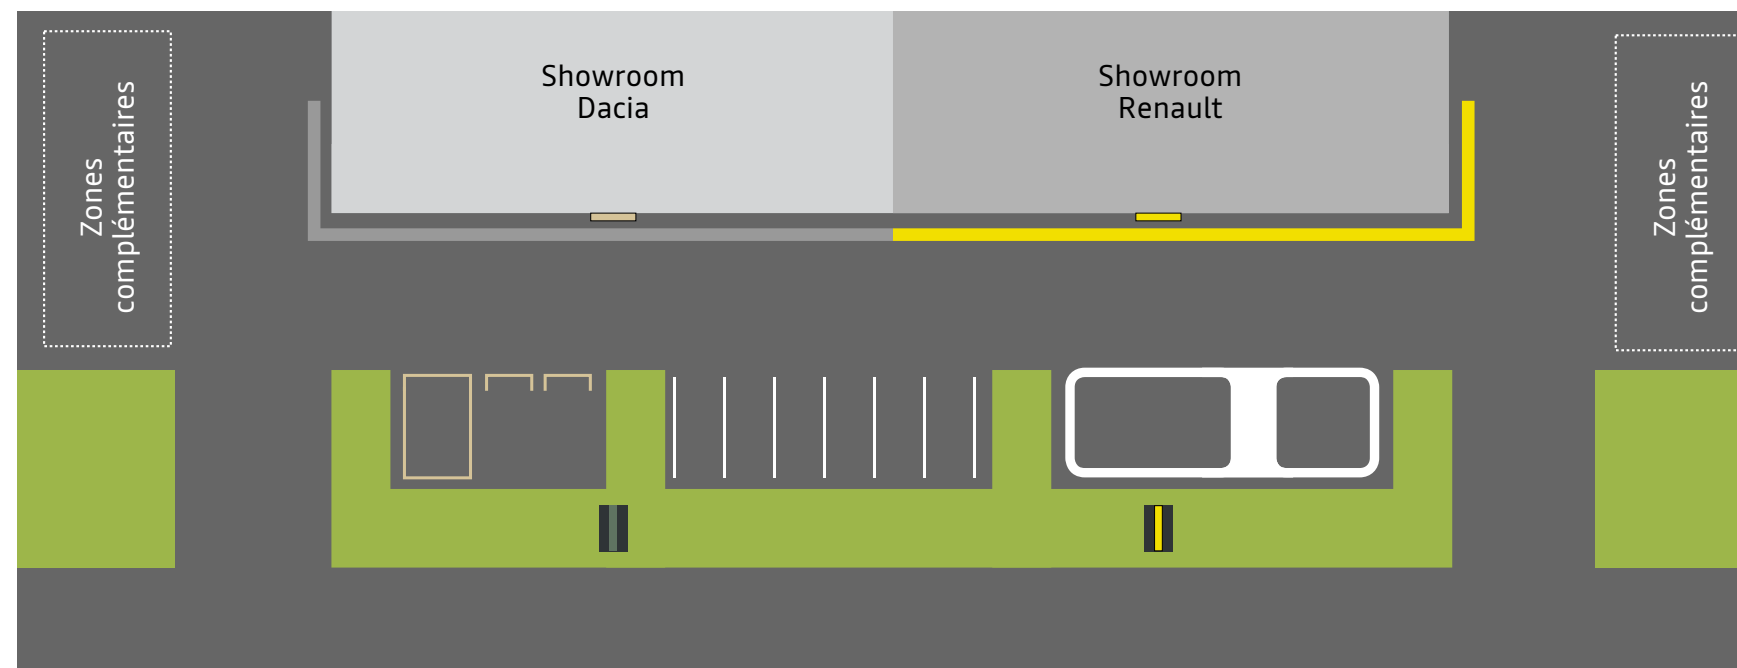 Zones
complémentaires
Showroom
Dacia
Showroom
Renault
Zones
complémentaires